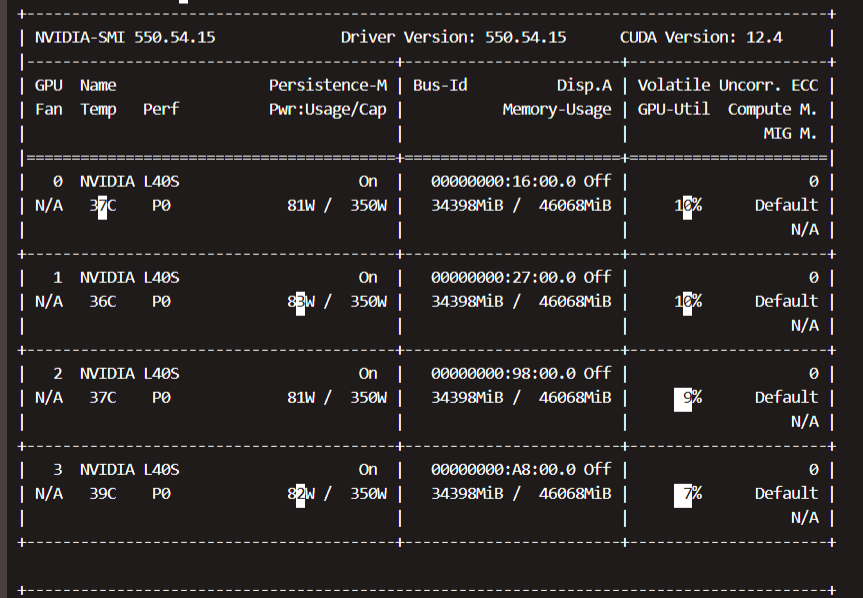 +-----------------------------------------------------------------------------------------+
| NVIDIA-SMI 550.54.15              Driver Version: 550.54.15      CUDA Version: 12.4     |
|-----------------------------------------+------------------------+----------------------+
| GPU  Name                 Persistence-M | Bus-Id          Disp.A | Volatile Uncorr. ECC |
| Fan  Temp   Perf          Pwr:Usage/Cap |           Memory-Usage | GPU-Util  Compute M. |
|                                         |                        |               MIG M. |
|=========================================+========================+======================|
|   0  NVIDIA L40S                    On  |   00000000:16:00.0 Off |                    0 |
| N/A   37C    P0             81W /  350W |   34398MiB /  46068MiB |     10%      Default |
|                                         |                        |                  N/A |
+-----------------------------------------+------------------------+----------------------+
|   1  NVIDIA L40S                    On  |   00000000:27:00.0 Off |                    0 |
| N/A   36C    P0             83W /  350W |   34398MiB /  46068MiB |     10%      Default |
|                                         |                        |                  N/A |
+-----------------------------------------+------------------------+----------------------+
|   2  NVIDIA L40S                    On  |   00000000:98:00.0 Off |                    0 |
| N/A   37C    P0             81W /  350W |   34398MiB /  46068MiB |      9%      Default |
|                                         |                        |                  N/A |
+-----------------------------------------+------------------------+----------------------+
|   3  NVIDIA L40S                    On  |   00000000:A8:00.0 Off |                    0 |
| N/A   39C    P0             82W /  350W |   34398MiB /  46068MiB |      7%      Default |
|                                         |                        |                  N/A |
+-----------------------------------------+------------------------+----------------------+
+-----------------------------------------------------------------------------------------+